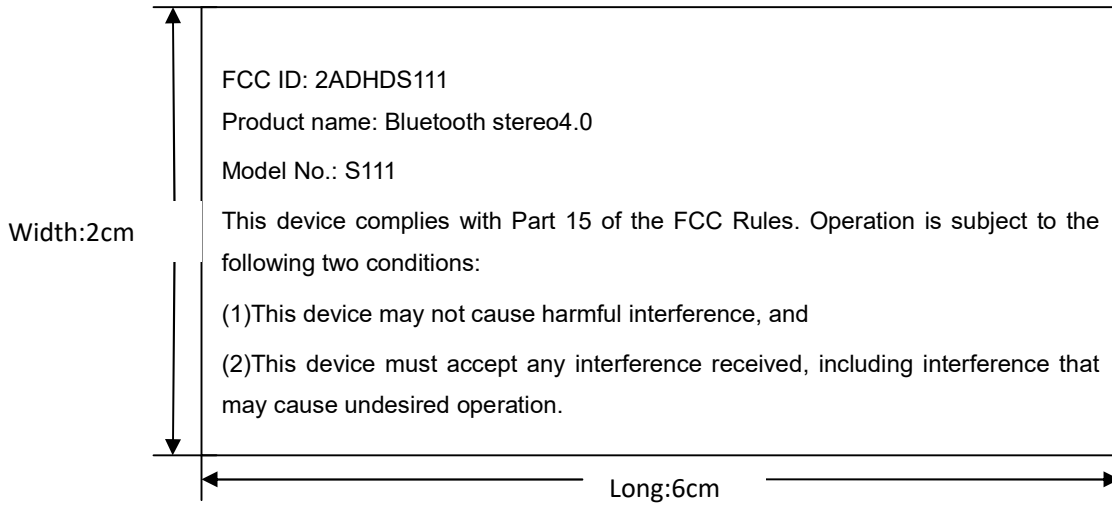 FCC ID: 2ADHDS111
Product name: Bluetooth stereo4.0
Model No.: S111
Width:2cm
This device complies with Part 15 of the FCC Rules. Operation is subject to the
following two conditions:
(1)This device may not cause harmful interference, and
(2)This device must accept any interference received, including interference that
may cause undesired operation.
Long:6cm